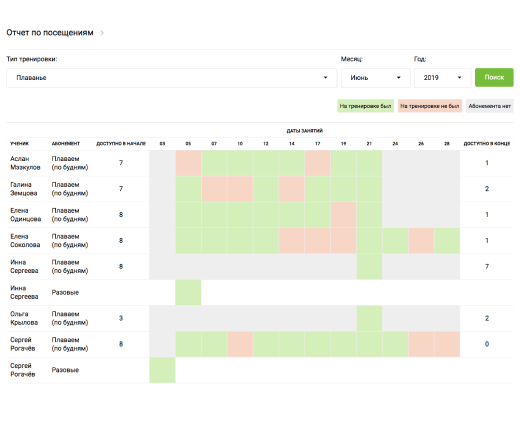 Отчет по посещениям
Тип тренировки:
Месяц:
Год:
Плаванье
Июнь
2019
Поиск
На тренировке был
На тренировке не был
Абонемента нет
ДАТЫ ЗАНЯТИЙ
УЧЕНИК АБОНЕМЕНТ ДОСТУПНО В НАЧАЛЕ 03 05 07 10 12 14 17 19 21 24 26 28 ДОСТУПНО В КОНЦЕ
Аслан Плаваем
Мазкулов (по будням) 7 1
Галина Плаваем
Земцова (по будням) 7 2
Елена Плаваем
Одинцова (по будням) 8 1
Елена Плаваем
Соколова (по будням) 8 1
Инна Плаваем
Сергеева (по будням) 8 7
Инна
Сергеева Разовые
Ольга Плаваем
Крылова (по будням) 3 2
Сергей Плаваем
Рогачёв (по будням) 8 0
Сергей
Рогачёв Разовые